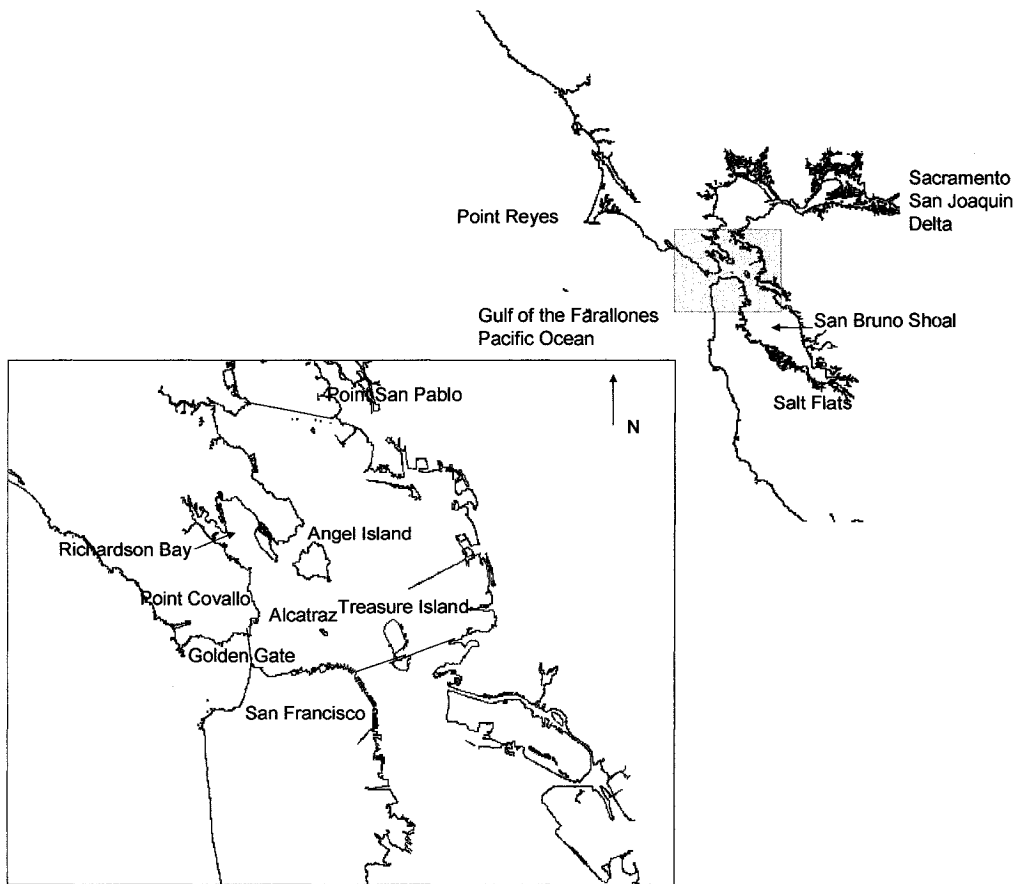 Sacramento
San Joaquin
Delta
Point Reyes
Gulf of the Farallones
Pacific Ocean
San Bruno Shoal
Salt Flats
Point San Pablo
N
Richardson Bay
Angel Island
Point Covallo
Alcatraz
Treasure Island
Golden Gate
San Francisco